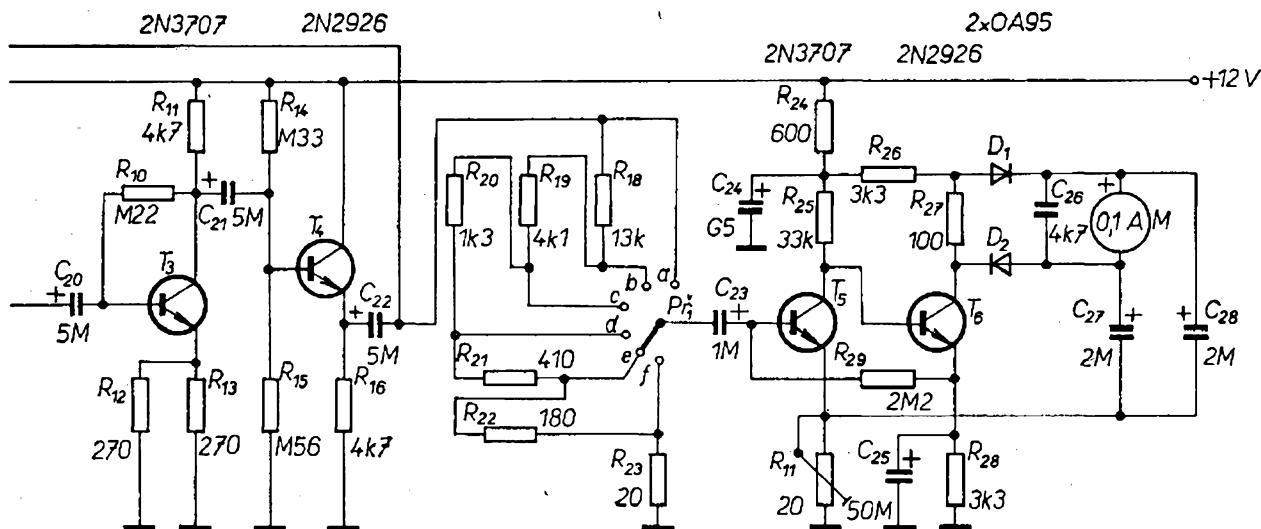 2N3707 2N2926
2xOA95
2N3707 2N2926
+12 V
R11
4k7
R14
M33
R10
M22
+
C21
5M
T3
T4
C20
+
5M
C22
+
5M
R12
270
R13
270
R15
M56
R16
4k7
R20
1k3
R19
4k1
R18
13k
a
b
c
d
e
f
Př1x
R21
410
R22
180
R23
20
C23
+
1M
R24
600
C24
+
G5
R25
33k
R26
3k3
R27
100
D1
D2
C26
4k7
+
0,1 A M
T5
T6
C27
+
2M
C28
+
2M
R29
2M2
R11
20
C25
+
50M
R28
3k3